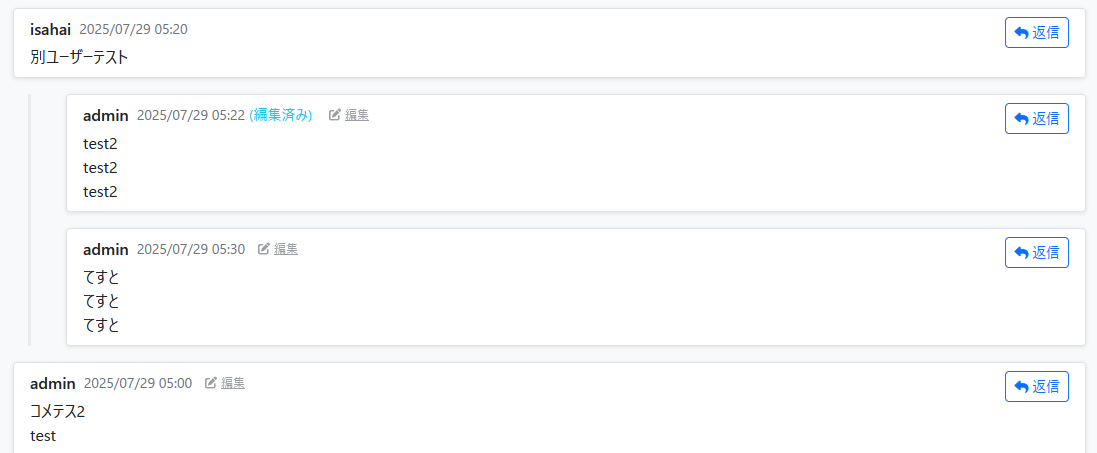 isahai 2025/07/29 05:20 返信
別ユーザーテスト
admin 2025/07/29 05:22 (編集済み) 編集 返信
test2
test2
test2
admin 2025/07/29 05:30 編集 返信
てすと
てすと
てすと
admin 2025/07/29 05:00 編集 返信
コメテス2
test